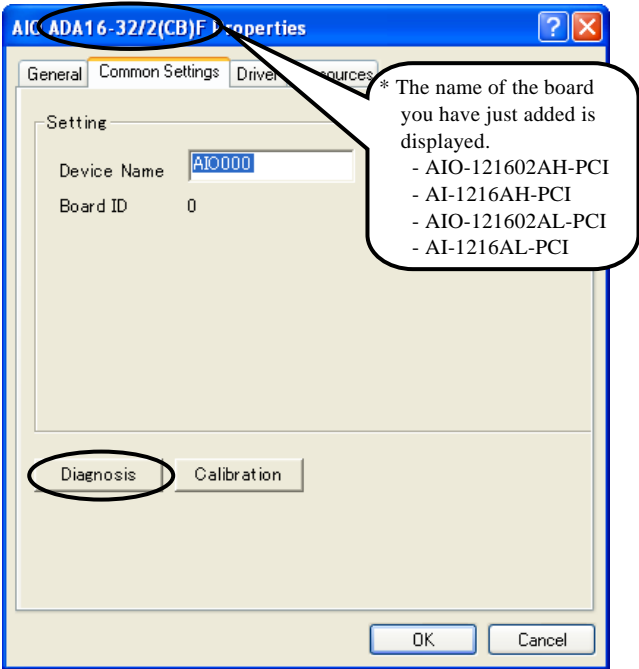 AIO ADA16-32/2(CB)F Properties
General Common Settings Driver
* The name of the board
you have just added is
displayed.
- AIO-121602AH-PCI
- AI-1216AH-PCI
- AIO-121602AL-PCI
- AI-1216AL-PCI
Setting
Device Name AIO000
Board ID 0
Diagnosis Calibration
OK Cancel